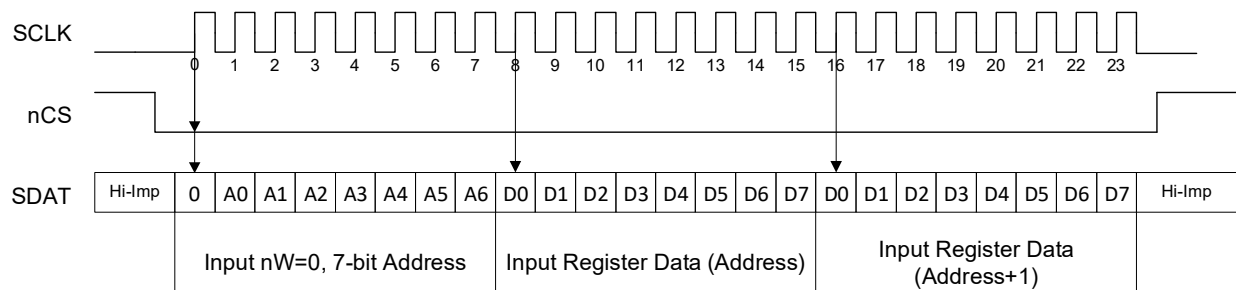 SCLK
0 1 2 3 4 5 6 7 8 9 10 11 12 13 14 15 16 17 18 19 20 21 22 23
nCS
SDAT Hi-Imp 0 A0 A1 A2 A3 A4 A5 A6 D0 D1 D2 D3 D4 D5 D6 D7 D0 D1 D2 D3 D4 D5 D6 D7 Hi-Imp
Input nW=0, 7-bit Address
Input Register Data (Address)
Input Register Data
(Address+1)